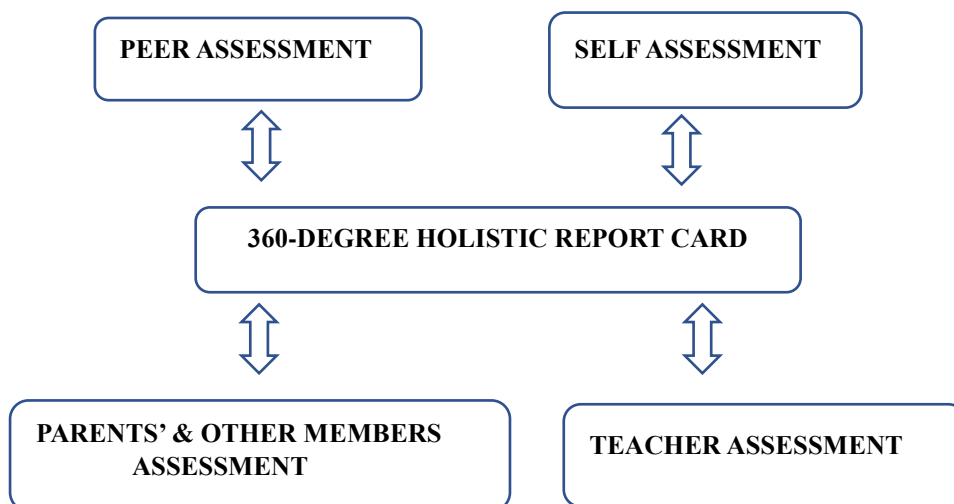 PEER ASSESSMENT
SELF ASSESSMENT
360-DEGREE HOLISTIC REPORT CARD
PARENTS’ & OTHER MEMBERS
ASSESSMENT
TEACHER ASSESSMENT